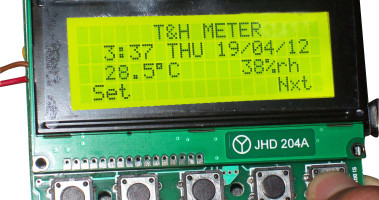 T&H METER
3:37 THU 19/04/12
28.5°C 38%rh
Set Nxt
JHD 204A